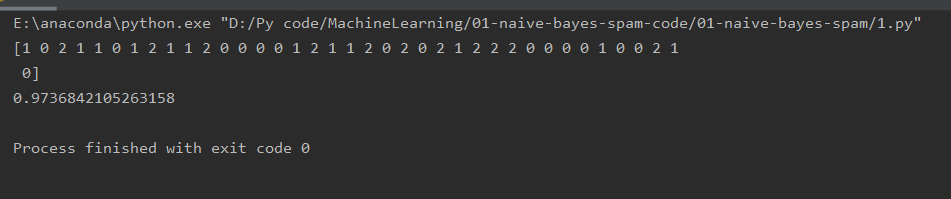 E:\anaconda\python.exe "D:/Py code/MachineLearning/01-naive-bayes-spam-code/01-naive-bayes-spam/1.py"
[1 0 2 1 1 0 1 2 1 1 2 0 0 0 0 1 2 1 1 2 0 2 0 2 1 2 2 2 0 0 0 0 1 0 0 2 1
 0]
0.9736842105263158
Process finished with exit code 0